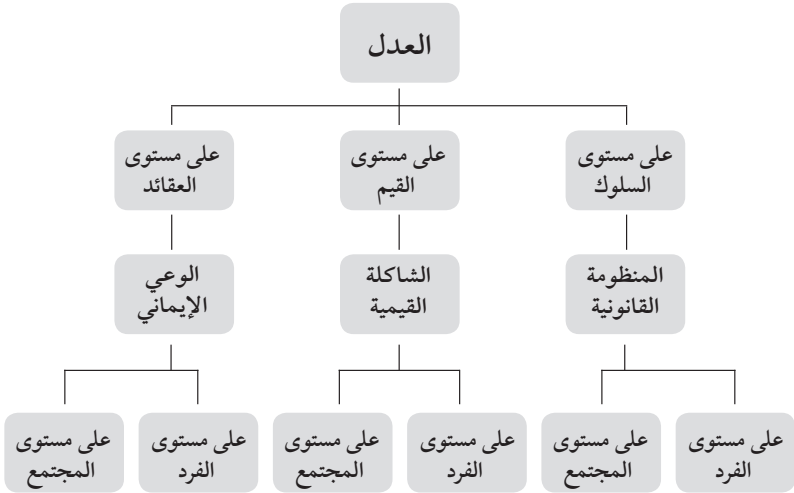 العدل
على مستوى
السلوك
على مستوى
القيم
على مستوى
العقائد
المنظومة
القانونية
الشاكلة
القيمية
الوعي
الإيماني
على مستوى
الفرد
على مستوى
المجتمع
على مستوى
الفرد
على مستوى
المجتمع
على مستوى
الفرد
على مستوى
المجتمع